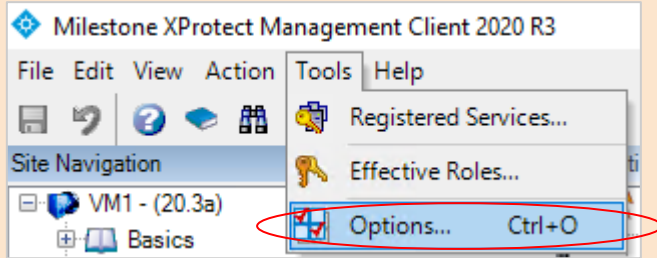 Milestone XProtect Management Client 2020 R3
File Edit View Action Tools Help
Registered Services...
Site Navigation
Effective Roles...
VM1 - (20.3a)
Options... Ctrl+O
Basics